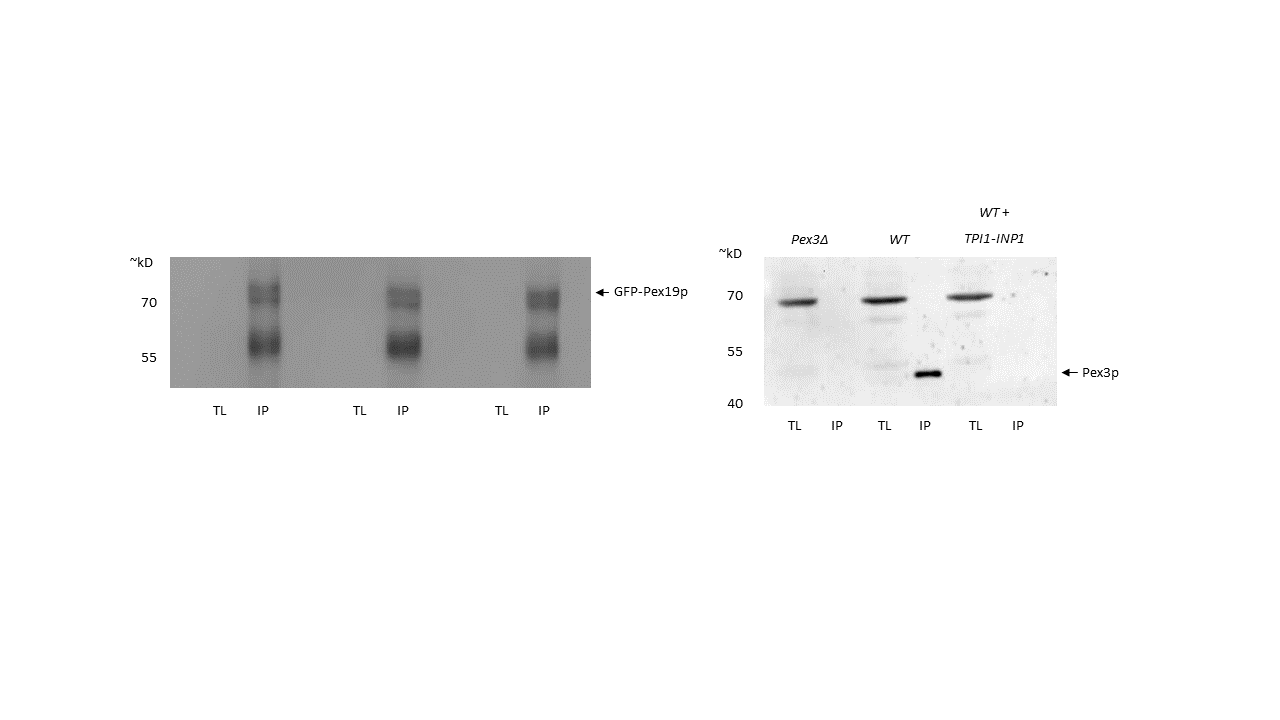 ~kD
70
55
GFP-Pex19p
TL IP TL IP TL IP
WT +
Pex3Δ WT TPI1-INP1
~kD
70
55
40
Pex3p
TL IP TL IP TL IP